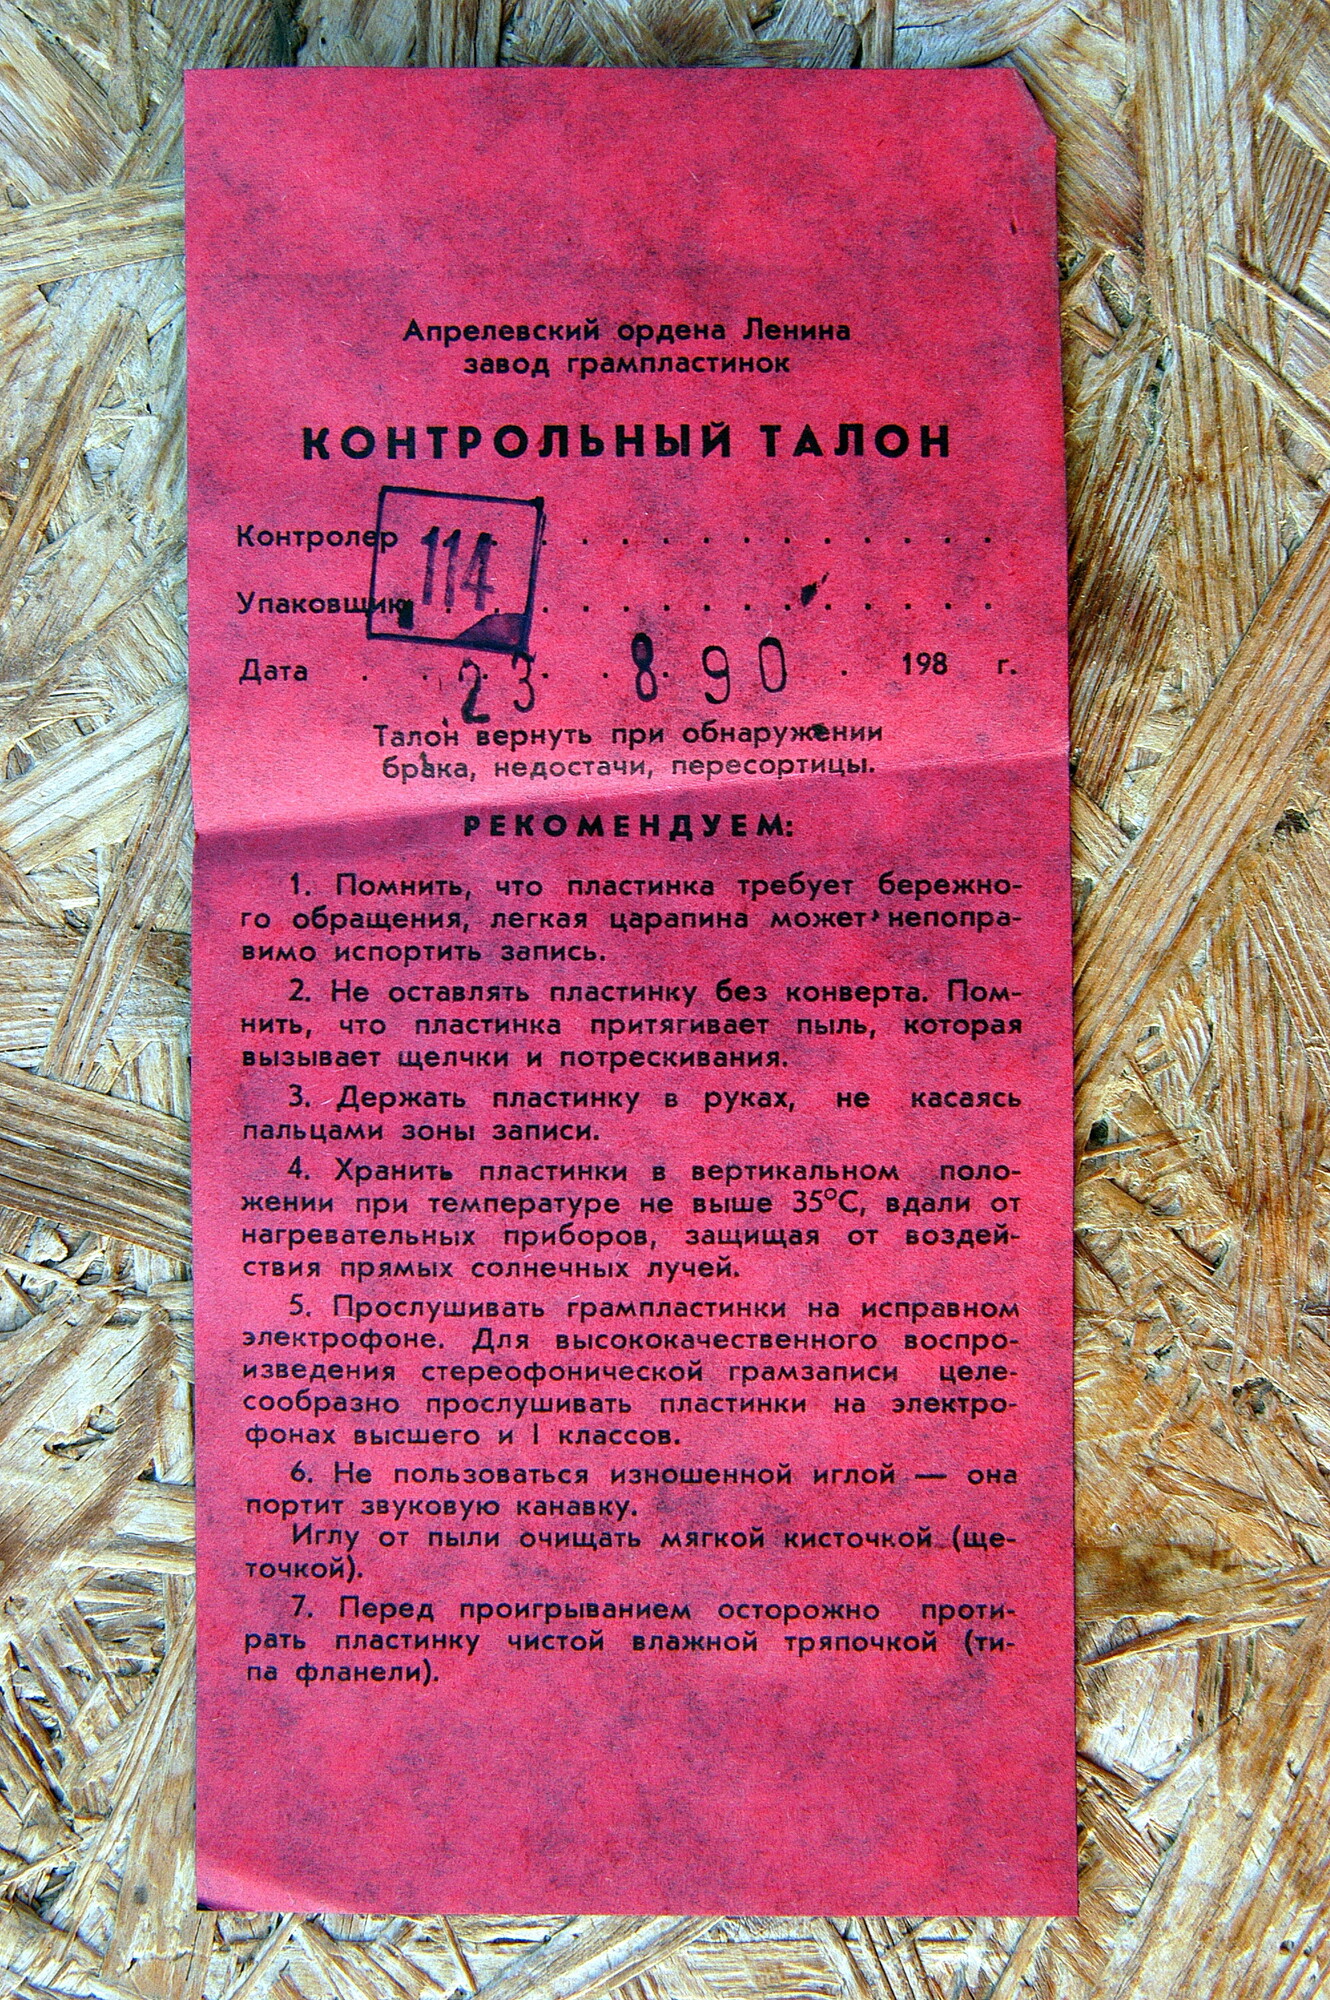 Апрелевский ордена Ленина
завод грампластинок
КОНТРОЛЬНЫЙ ТАЛОН
Контролер 114 . . . . . . . . . . . .
Упаковщик . . . . . . . . . . . .
Дата . . 23 . . 8 . 90 . 198 г.
Талон вернуть при обнаружении
брака, недостачи, пересортицы.
РЕКОМЕНДУЕМ:
1. Помнить, что пластинка требует бережно-
го обращения, легкая царапина может непопра-
вимо испортить запись.
2. Не оставлять пластинку без конверта. Пом-
нить, что пластинка притягивает пыль, которая
вызывает щелчки и потрескивания.
3. Держать пластинку в руках, не касаясь
пальцами зоны записи.
4. Хранить пластинки в вертикальном поло-
жении при температуре не выше 35°С, вдали от
нагревательных приборов, защищая от воздей-
ствия прямых солнечных лучей.
5. Прослушивать грампластинки на исправном
электрофоне. Для высококачественного воспро-
изведения стереофонической грамзаписи целе-
сообразно прослушивать пластинки на электро-
фонах высшего и I классов.
6. Не пользоваться изношенной иглой — она
портит звуковую канавку.
Иглу от пыли очищать мягкой кисточкой (ще-
точкой).
7. Перед проигрыванием осторожно проти-
рать пластинку чистой влажной тряпочкой (ти-
па фланели).